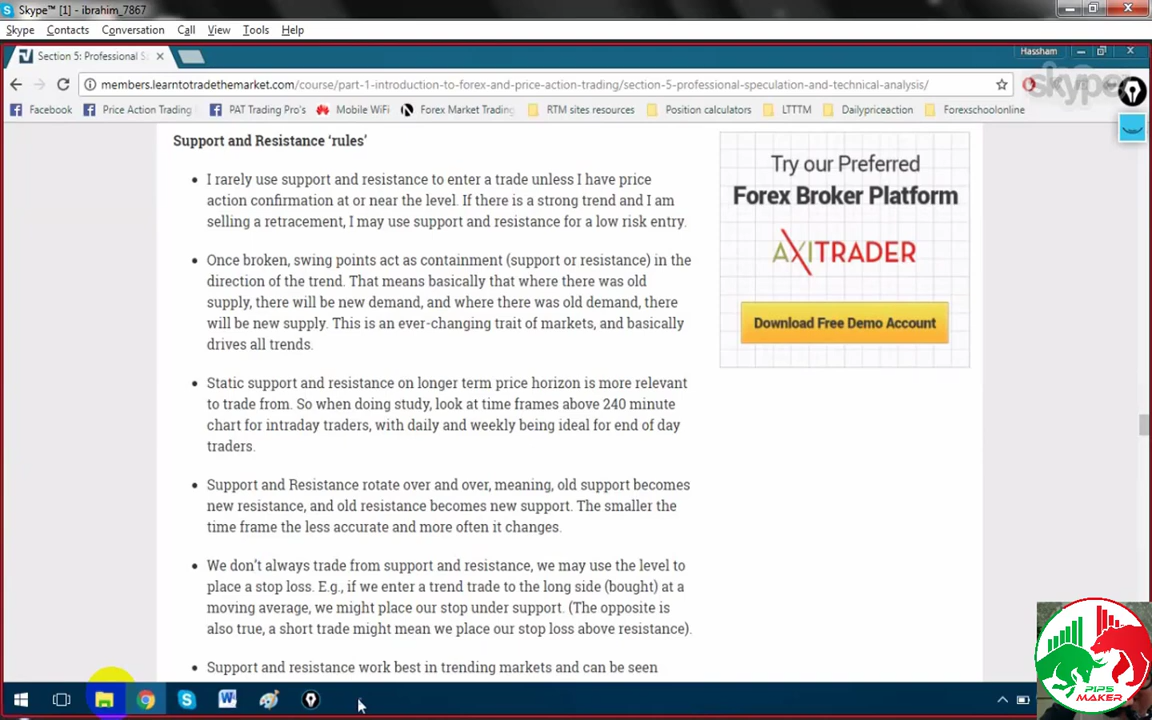 Skype™ [1] - ibrahim_7867
Skype Contacts Conversation Call View Tools Help
Section 5: Professional S
Hassham
members.learntotradethemarket.com/course/part-1-introduction-to-forex-and-price-action-trading/section-5-professional-speculation-and-technical-analysis/
skype
Facebook Price Action Trading PAT Trading Pro's Mobile WiFi Forex Market Trading RTM sites resources Position calculators LTTTM Dailypriceaction Forexschoolonline
Support and Resistance ‘rules’
• I rarely use support and resistance to enter a trade unless I have price
action confirmation at or near the level. If there is a strong trend and I am
selling a retracement, I may use support and resistance for a low risk entry.
• Once broken, swing points act as containment (support or resistance) in the
direction of the trend. That means basically that where there was old
supply, there will be new demand, and where there was old demand, there
will be new supply. This is an ever-changing trait of markets, and basically
drives all trends.
• Static support and resistance on longer term price horizon is more relevant
to trade from. So when doing study, look at time frames above 240 minute
chart for intraday traders, with daily and weekly being ideal for end of day
traders.
• Support and Resistance rotate over and over, meaning, old support becomes
new resistance, and old resistance becomes new support. The smaller the
time frame the less accurate and more often it changes.
• We don’t always trade from support and resistance, we may use the level to
place a stop loss. E.g., if we enter a trend trade to the long side (bought) at a
moving average, we might place our stop under support. (The opposite is
also true, a short trade might mean we place our stop loss above resistance).
• Support and resistance work best in trending markets and can be seen
Try our Preferred
Forex Broker Platform
AXITRADER
Download Free Demo Account
PIPS
MAKER